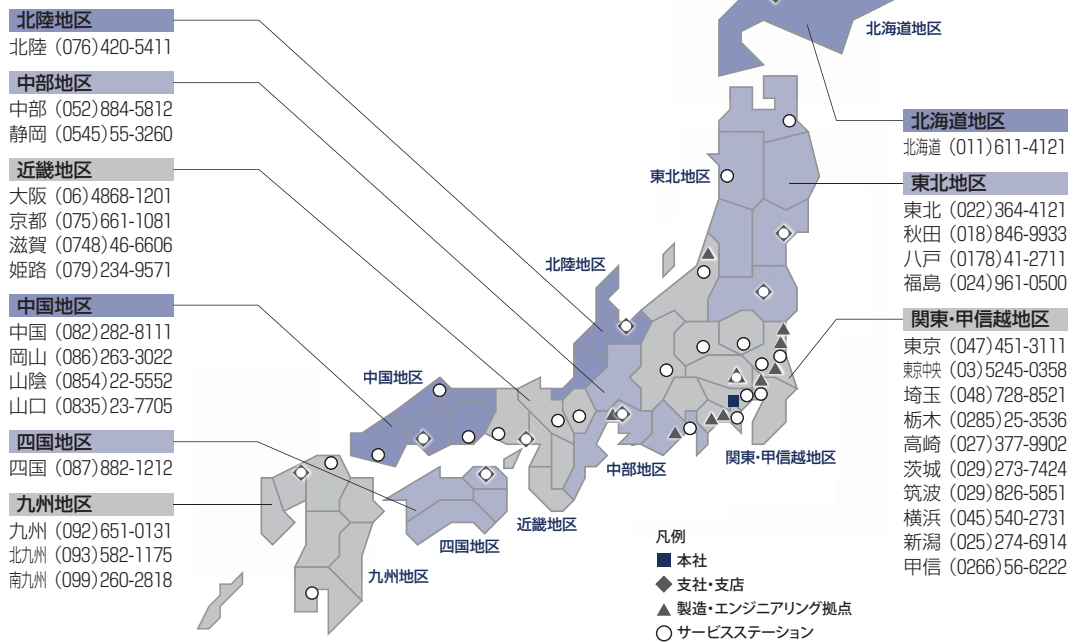 北陸地区
北陸 (076)420-5411
中部地区
中部 (052)884-5812
静岡 (0545)55-3260
近畿地区
大阪 (06)4868-1201
京都 (075)661-1081
滋賀 (0748)46-6606
姫路 (079)234-9571
中国地区
中国 (082)282-8111
岡山 (086)263-3022
山陰 (0854)22-5552
山口 (0835)23-7705
四国地区
四国 (087)882-1212
九州地区
九州 (092)651-0131
北九州 (093)582-1175
南九州 (099)260-2818
北海道地区
東北地区
北陸地区
中国地区
中部地区
関東・甲信越地区
近畿地区
四国地区
九州地区
凡例
本社
支社・支店
製造・エンジニアリング拠点
サービスステーション
北海道地区
北海道 (011)611-4121
東北地区
東北 (022)364-4121
秋田 (018)846-9933
八戸 (0178)41-2711
福島 (024)961-0500
関東・甲信越地区
東京 (047)451-3111
東京中央 (03)5245-0358
埼玉 (048)728-8521
栃木 (0285)25-3536
高崎 (027)377-9902
茨城 (029)273-7424
筑波 (029)826-5851
横浜 (045)540-2731
新潟 (025)274-6914
甲信 (0266)56-6222